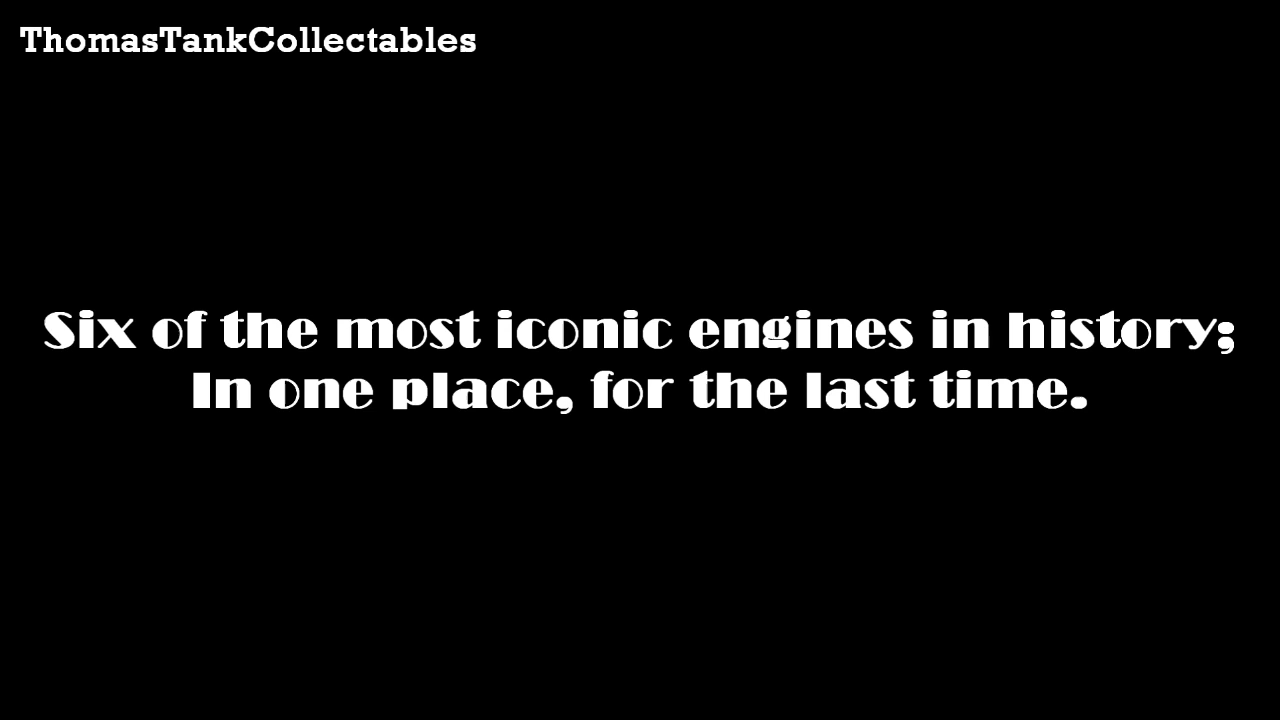 ThomasTankCollectables
Six of the most iconic engines in history;
In one place, for the last time.